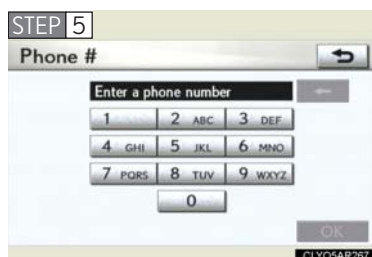 STEP 5
Phone #
Enter a phone number
1 2 ABC 3 DEF
4 GHI 5 JKL 6 MNO
7 PQRS 8 TUV 9 WXYZ
0
OK
CLYO5AR267